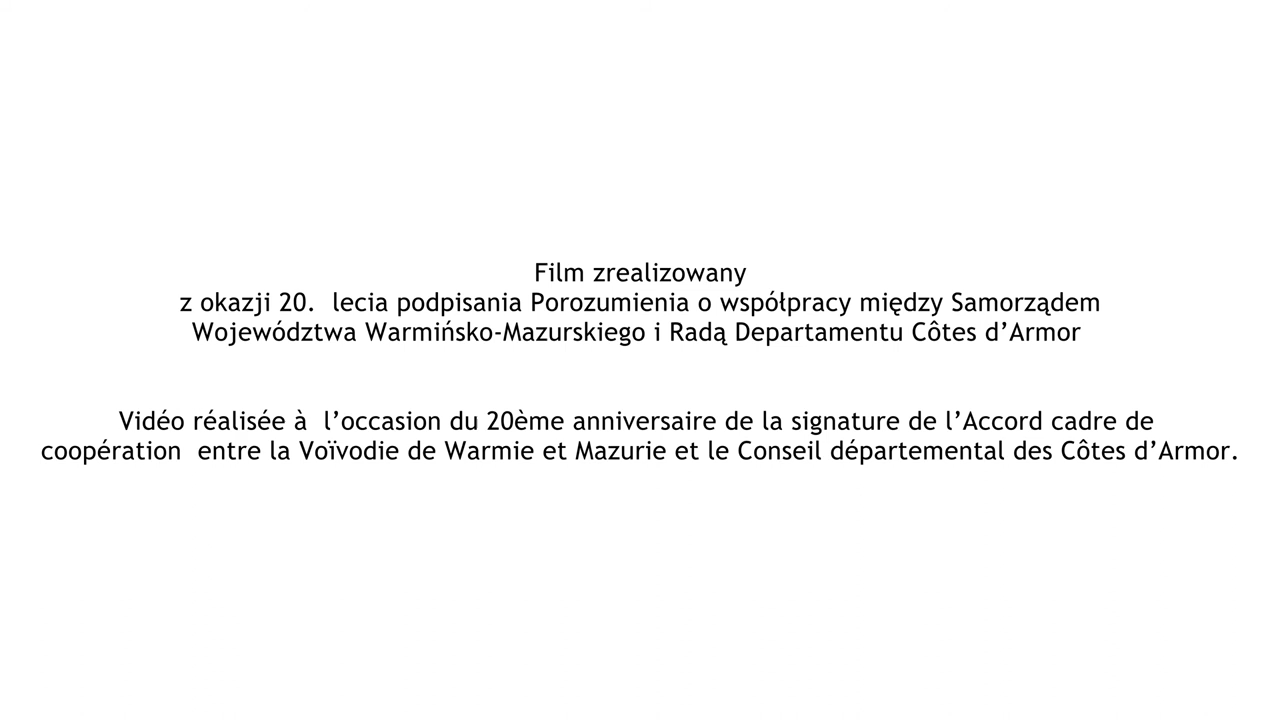 Film zrealizowany
z okazji 20.  lecia podpisania Porozumienia o współpracy między Samorządem
Województwa Warmińsko-Mazurskiego i Radą Departamentu Côtes d’Armor
Vidéo réalisée à  l’occasion du 20ème anniversaire de la signature de l’Accord cadre de
coopération  entre la Voïvodie de Warmie et Mazurie et le Conseil départemental des Côtes d’Armor.